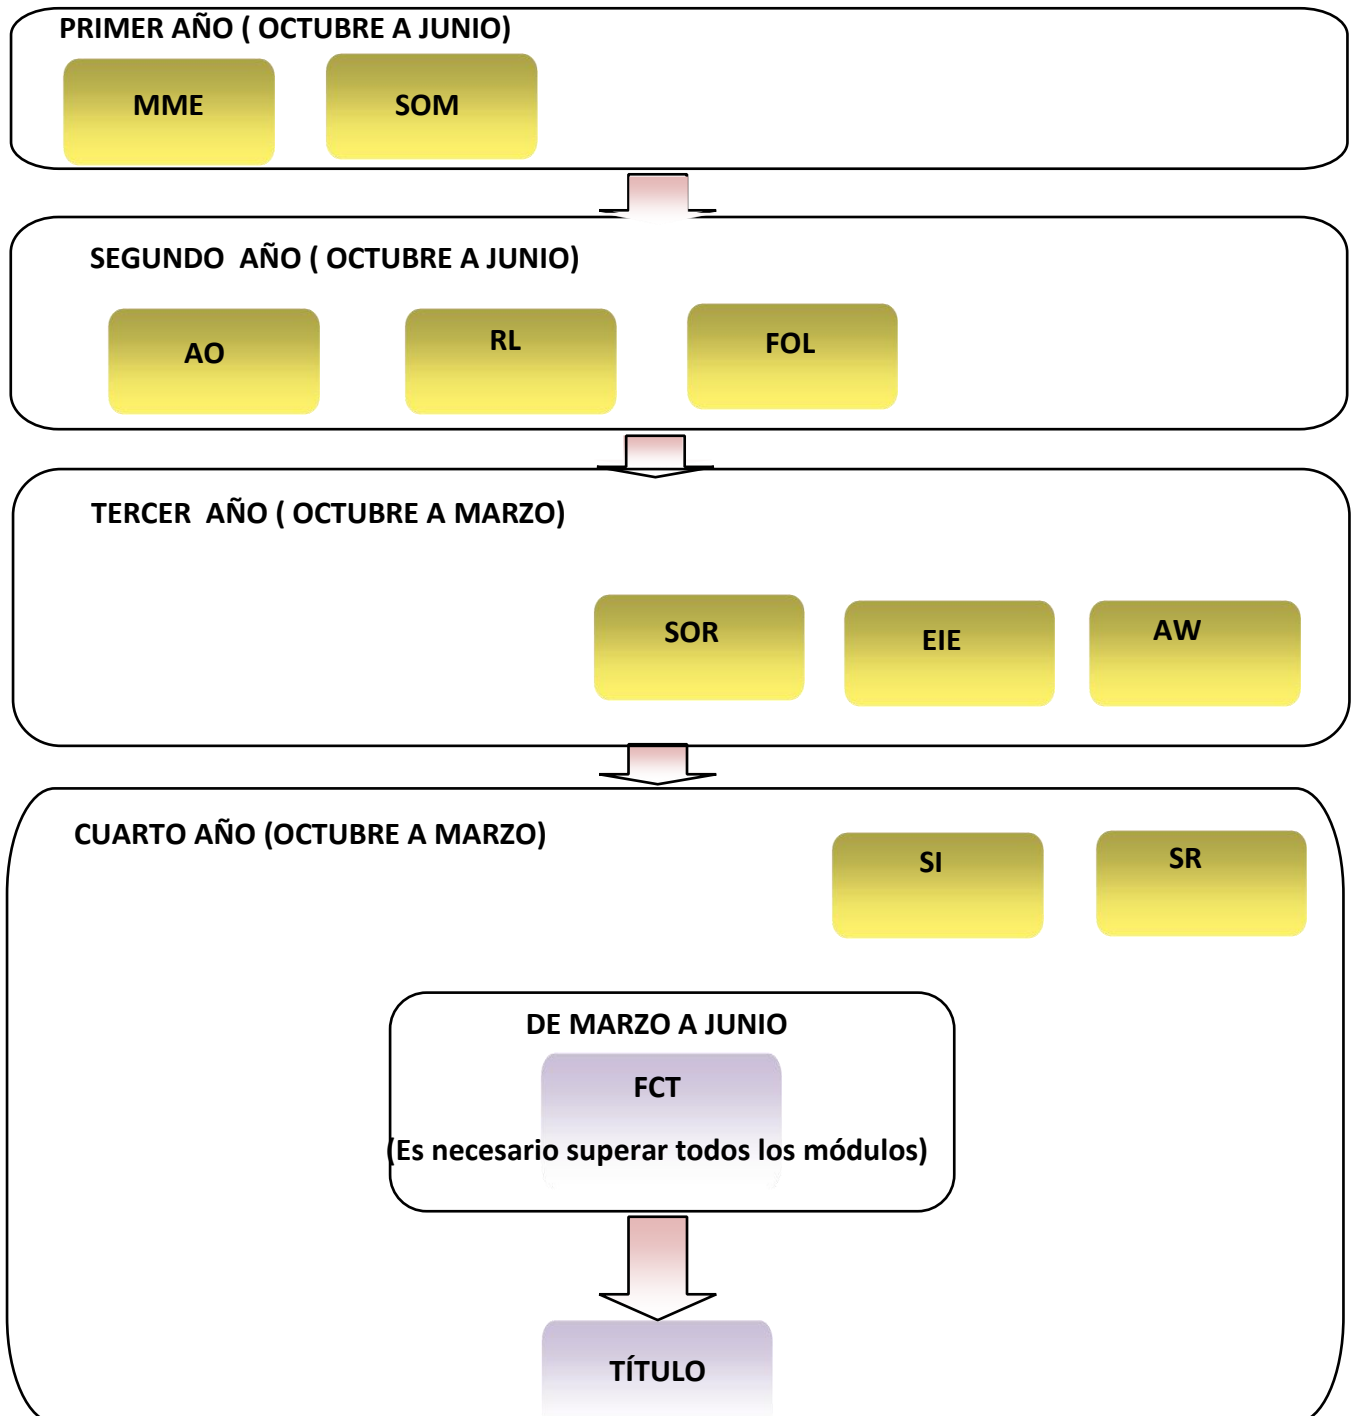 PRIMER AÑO ( OCTUBRE A JUNIO)
MME
SOM
SEGUNDO  AÑO ( OCTUBRE A JUNIO)
AO
RL
FOL
TERCER  AÑO ( OCTUBRE A MARZO)
SOR
EIE
AW
CUARTO AÑO (OCTUBRE A MARZO)
SI
SR
DE MARZO A JUNIO
FCT
(Es necesario superar todos los módulos)
TÍTULO